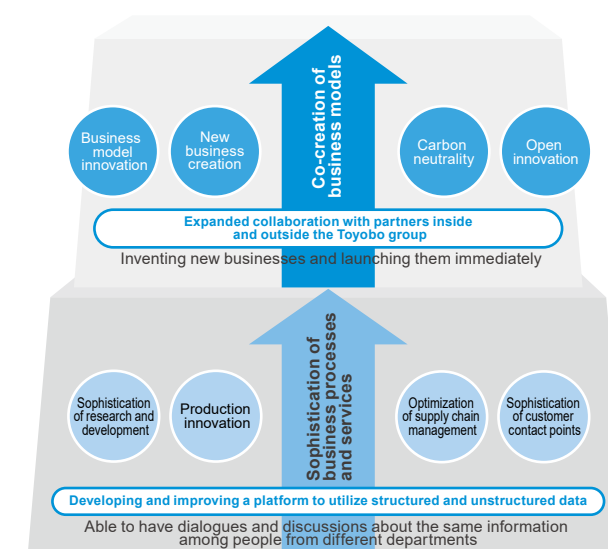 Co-creation of
business models
Business
model
innovation
New
business
creation
Carbon
neutrality
Open
innovation
Expanded collaboration with partners inside
and outside the Toyobo group
Inventing new businesses and launching them immediately
Sophistication of
business processes
and services
Sophistication
of research and
development
Production
innovation
Optimization
of supply chain
management
Sophistication
of customer
contact points
Developing and improving a platform to utilize structured and unstructured data
Able to have dialogues and discussions about the same information
among people from different departments